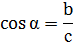 cos α = b/c